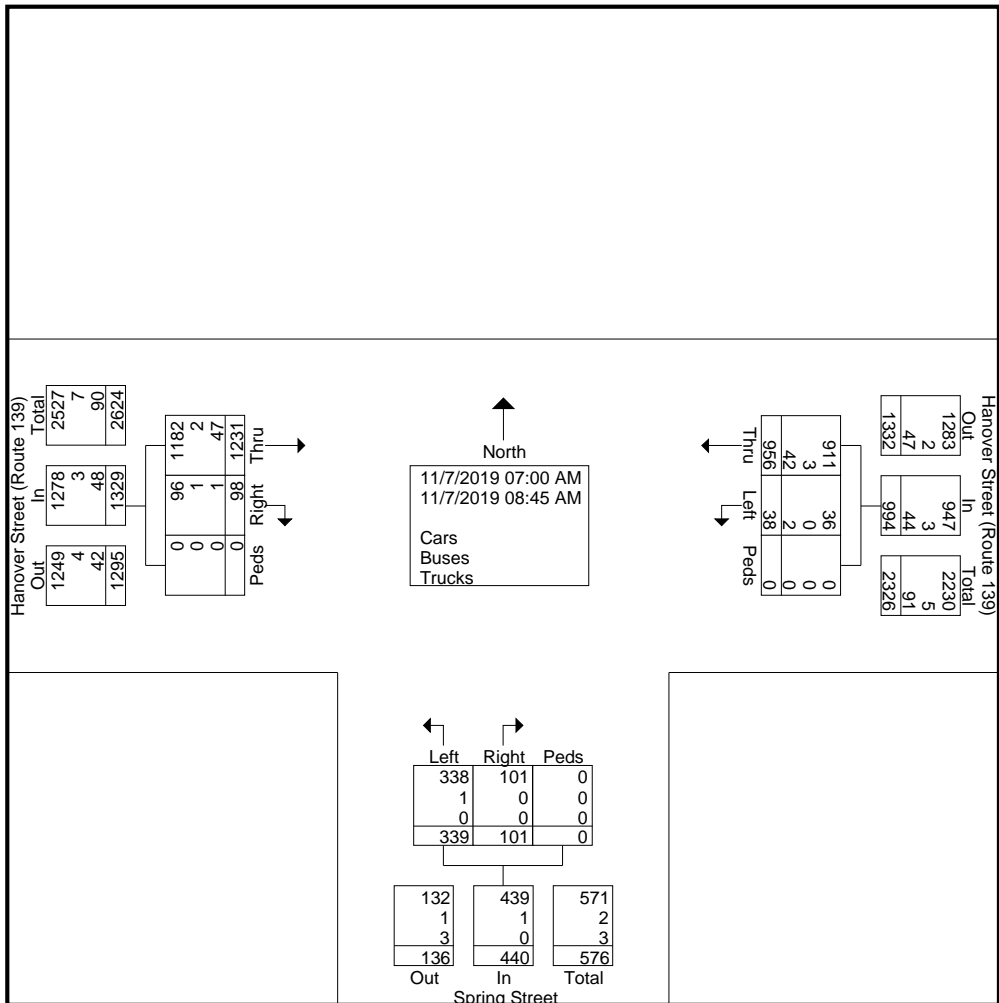 Hanover Street (Route 139)
Total
In
Out
2527
7
90
2624
1278
3
48
1329
1249
4
42
1295
1182
2
47
1231
96
1
1
98
0
0
0
0
Thru
Right
Peds
North
11/7/2019 07:00 AM
11/7/2019 08:45 AM
Cars
Buses
Trucks
Thru
Left
Peds
911
3
42
956
36
0
2
38
0
0
0
0
Hanover Street (Route 139)
Out
In
Total
1283
2
47
1332
947
3
44
994
2230
5
91
2326
Left Right Peds
338 101 0
1 0 0
0 0 0
339 101 0
132 439 571
1 1 2
3 0 3
136 440 576
Out In Total
Spring Street